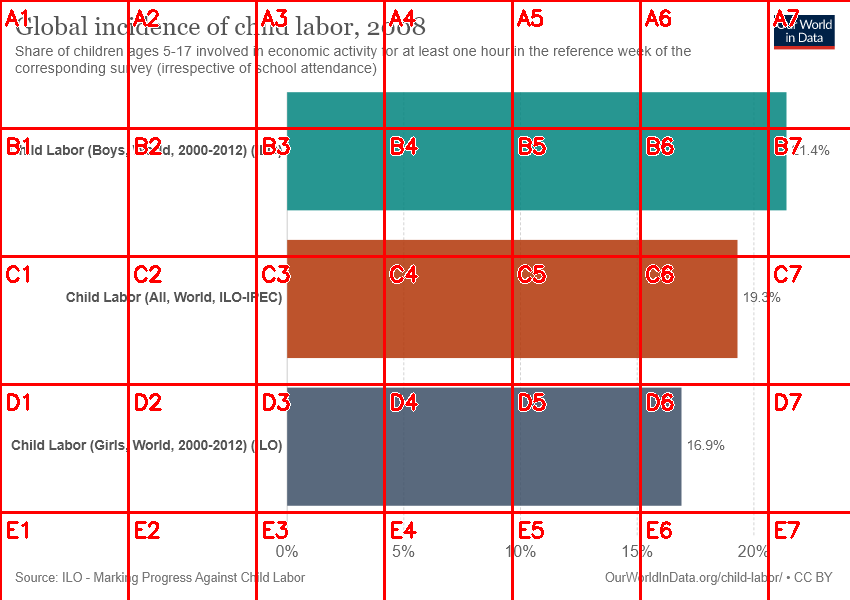 Global incidence of child labor, 2008
Our World
in Data
Share of children ages 5-17 involved in economic activity for at least one hour in the reference week of the
corresponding survey (irrespective of school attendance)
A1 A2 A3 A4 A5 A6 A7
Child Labor (Boys, World, 2000-2012) (ILO) 21.4%
B1 B2 B3 B4 B5 B6 B7
C1 C2 C3 C4 C5 C6 C7
Child Labor (All, World, ILO-IPEC) 19.3%
D1 D2 D3 D4 D5 D6 D7
Child Labor (Girls, World, 2000-2012) (ILO) 16.9%
E1 E2 E3 E4 E5 E6 E7
0% 5% 10% 15% 20%
Source: ILO - Marking Progress Against Child Labor
OurWorldInData.org/child-labor/ • CC BY